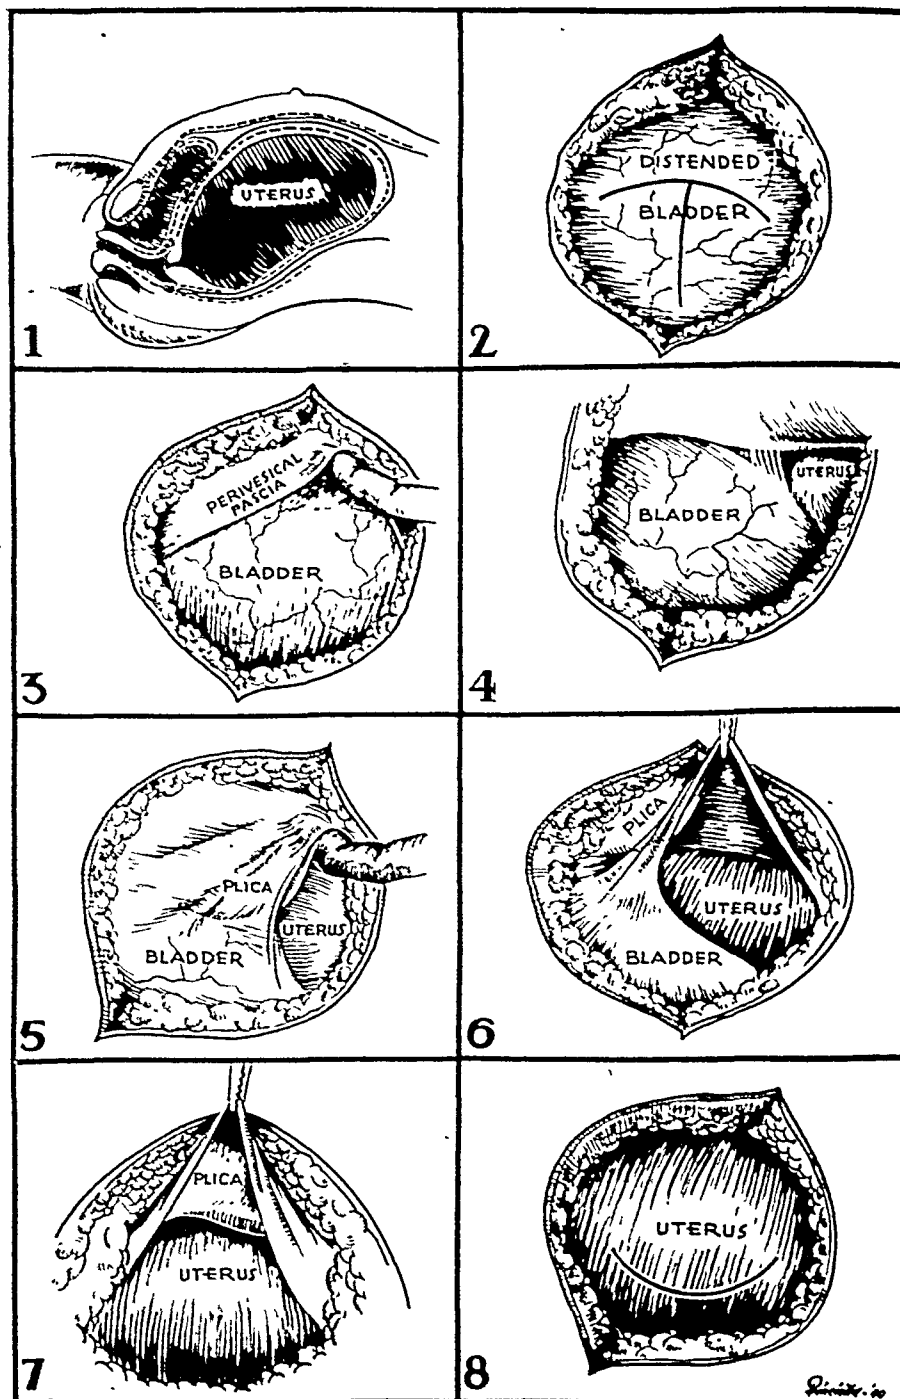 UTERUS
1
DISTENDED
BLADDER
2
PERIVESICAL
FASCIA
BLADDER
3
BLADDER
UTERUS
4
PLICA
UTERUS
BLADDER
5
PLICA
UTERUS
BLADDER
6
PLICA
UTERUS
7
UTERUS
8